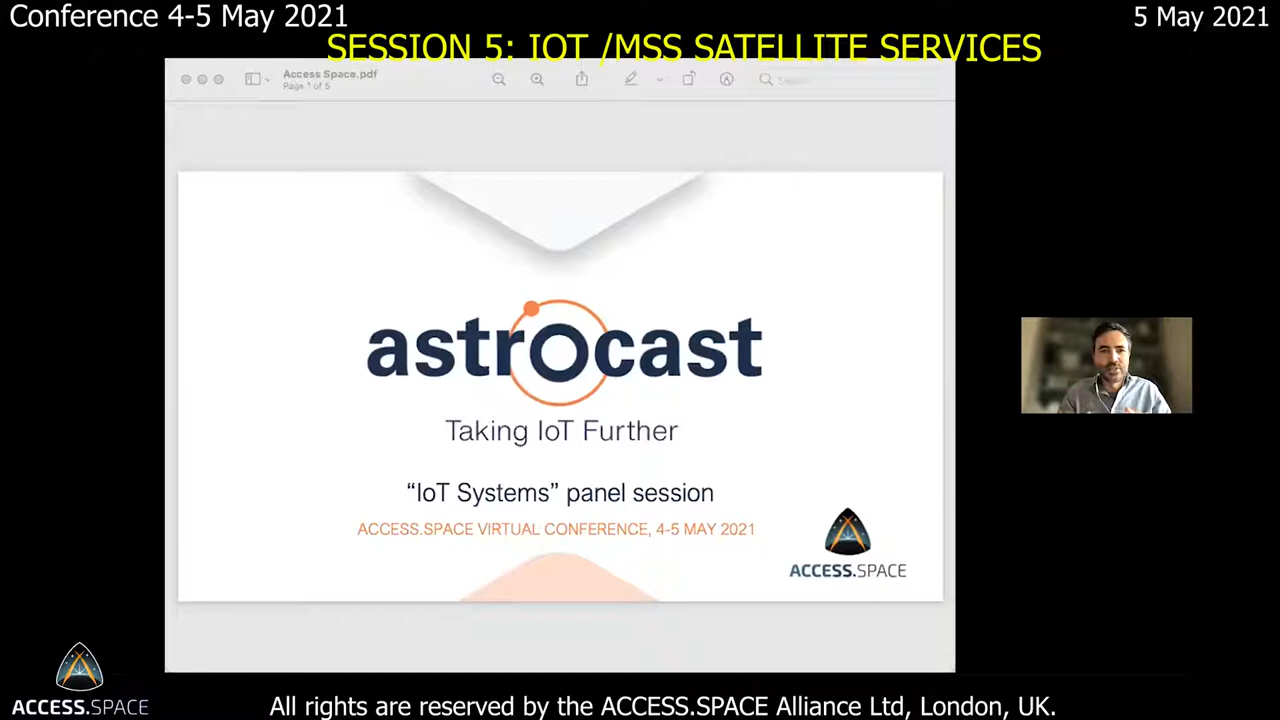 Conference 4-5 May 2021
5 May 2021
SESSION 5: IOT /MSS SATELLITE SERVICES
Access Space.pdf
Page 1 of 5
Search
astrocast
Taking IoT Further
“IoT Systems” panel session
ACCESS.SPACE VIRTUAL CONFERENCE, 4-5 MAY 2021
ACCESS.SPACE
ACCESS.SPACE
All rights are reserved by the ACCESS.SPACE Alliance Ltd, London, UK.